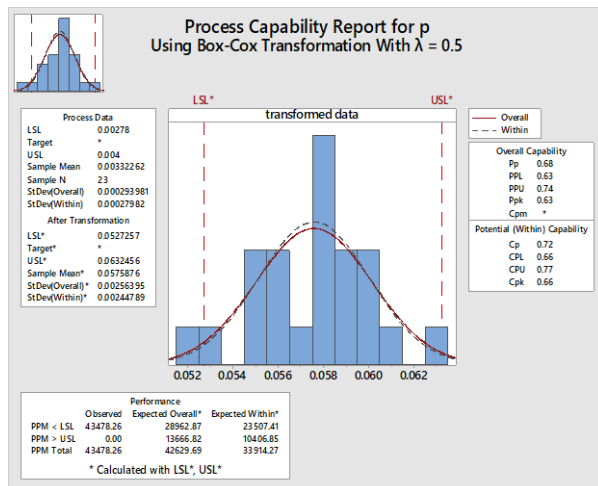 Process Capability Report for p
Using Box-Cox Transformation With λ = 0.5
LSL*
USL*
transformed data
Process Data
LSL 0.00278
Target *
USL 0.004
Sample Mean 0.00332262
Sample N 23
StDev(Overall) 0.000293981
StDev(Within) 0.00027982
After Transformation
LSL* 0.0527257
Target* *
USL* 0.0632456
Sample Mean* 0.0575876
StDev(Overall)* 0.00256395
StDev(Within)* 0.00244789
Overall
Within
Overall Capability
Pp 0.68
PPL 0.63
PPU 0.74
Ppk 0.63
Cpm *
Potential (Within) Capability
Cp 0.72
CPL 0.66
CPU 0.77
Cpk 0.66
0.052 0.054 0.056 0.058 0.060 0.062
Performance
Observed Expected Overall* Expected Within*
PPM < LSL 43478.26 28962.87 23507.41
PPM > USL 0.00 13666.82 10406.85
PPM Total 43478.26 42629.69 33914.27
* Calculated with LSL*, USL*